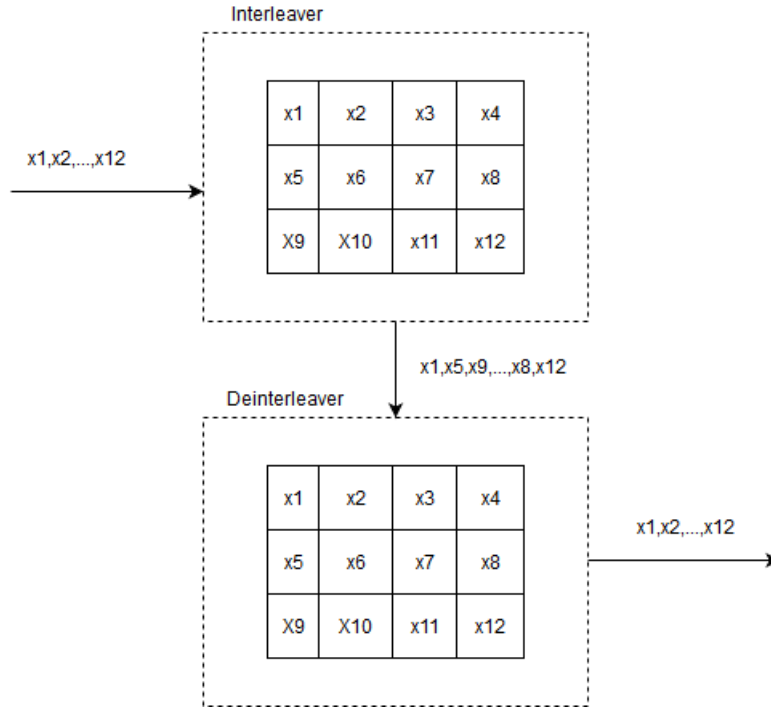 Interleaver
x1 x2 x3 x4
x1,x2,...,x12
x5 x6 x7 x8
X9 X10 x11 x12
x1,x5,x9,...,x8,x12
Deinterleaver
x1 x2 x3 x4
x1,x2,...,x12
x5 x6 x7 x8
X9 X10 x11 x12